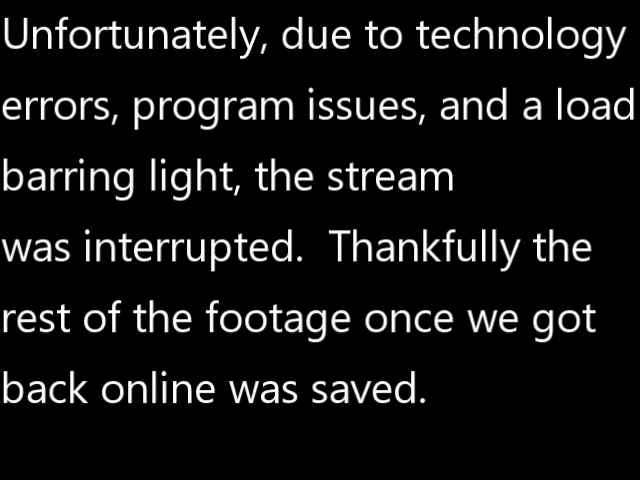 Unfortunately, due to technology
errors, program issues, and a load
barring light, the stream
was interrupted.  Thankfully the
rest of the footage once we got
back online was saved.